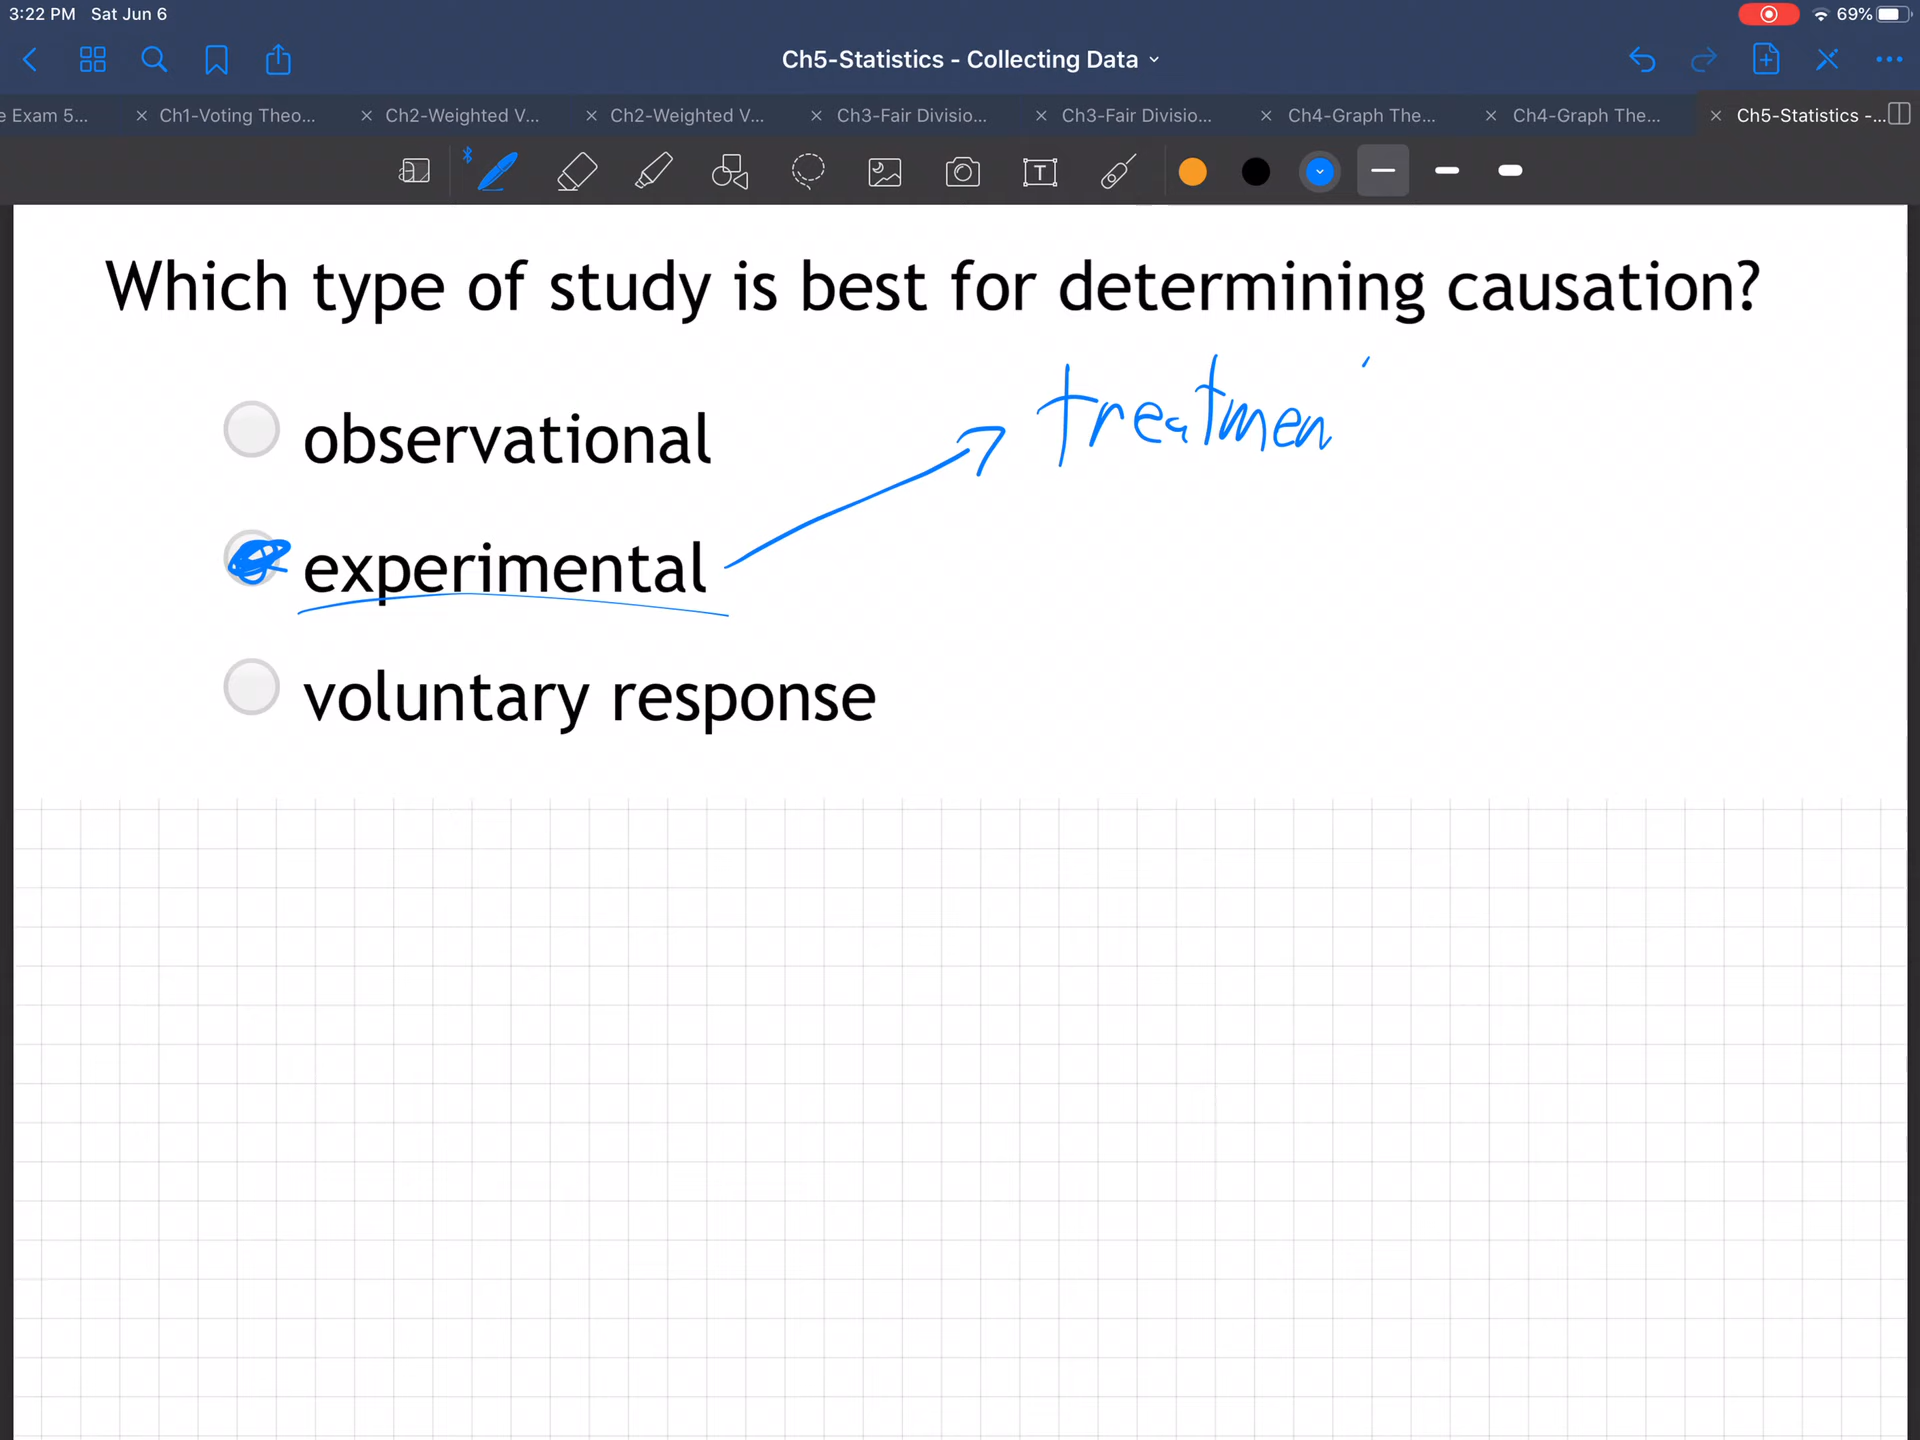 3:22 PM Sat Jun 6
69%
Ch5-Statistics - Collecting Data
e Exam 5...
Ch1-Voting Theo...
Ch2-Weighted V...
Ch2-Weighted V...
Ch3-Fair Divisio...
Ch3-Fair Divisio...
Ch4-Graph The...
Ch4-Graph The...
Ch5-Statistics -...
T
Which type of study is best for determining causation?
treatmen
observational
experimental
voluntary response